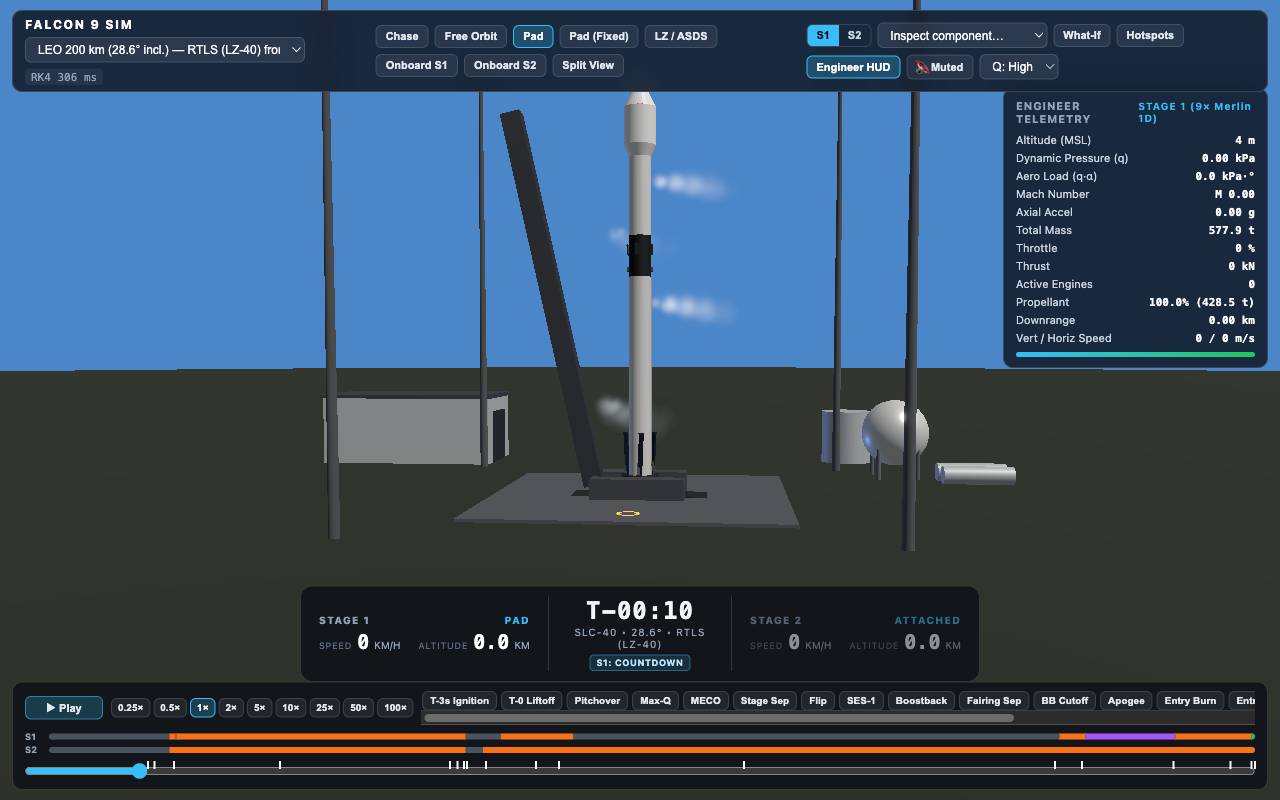 FALCON 9 SIM
LEO 200 km (28.6° incl.) — RTLS (LZ-40) froi
RK4 306 ms
Chase
Free Orbit
Pad
Pad (Fixed)
LZ / ASDS
Onboard S1
Onboard S2
Split View
S1
S2
Inspect component...
What-If
Hotspots
Engineer HUD
Muted
Q: High
ENGINEER TELEMETRY
STAGE 1 (9× Merlin 1D)
Altitude (MSL) 4 m
Dynamic Pressure (q) 0.00 kPa
Aero Load (q·α) 0.0 kPa·°
Mach Number M 0.00
Axial Accel 0.00 g
Total Mass 577.9 t
Throttle 0 %
Thrust 0 kN
Active Engines 0
Propellant 100.0% (428.5 t)
Downrange 0.00 km
Vert / Horiz Speed 0 / 0 m/s
STAGE 1 PAD
SPEED 0 KM/H ALTITUDE 0.0 KM
T−00:10
SLC-40 • 28.6° • RTLS
(LZ-40)
S1: COUNTDOWN
STAGE 2 ATTACHED
SPEED 0 KM/H ALTITUDE 0.0 KM
Play
0.25×
0.5×
1×
2×
5×
10×
25×
50×
100×
T-3s Ignition
T-0 Liftoff
Pitchover
Max-Q
MECO
Stage Sep
Flip
SES-1
Boostback
Fairing Sep
BB Cutoff
Apogee
Entry Burn
Entr
S1
S2